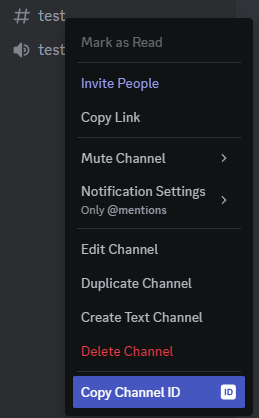 # test
test
Mark as Read
Invite People
Copy Link
Mute Channel
Notification Settings
Only @mentions
Edit Channel
Duplicate Channel
Create Text Channel
Delete Channel
Copy Channel ID ID